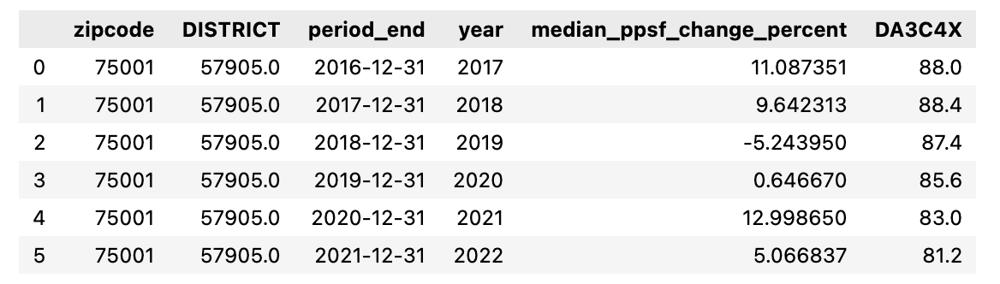 zipcode DISTRICT period_end year median_ppsf_change_percent DA3C4X
0 75001 57905.0 2016-12-31 2017 11.087351 88.0
1 75001 57905.0 2017-12-31 2018 9.642313 88.4
2 75001 57905.0 2018-12-31 2019 -5.243950 87.4
3 75001 57905.0 2019-12-31 2020 0.646670 85.6
4 75001 57905.0 2020-12-31 2021 12.998650 83.0
5 75001 57905.0 2021-12-31 2022 5.066837 81.2